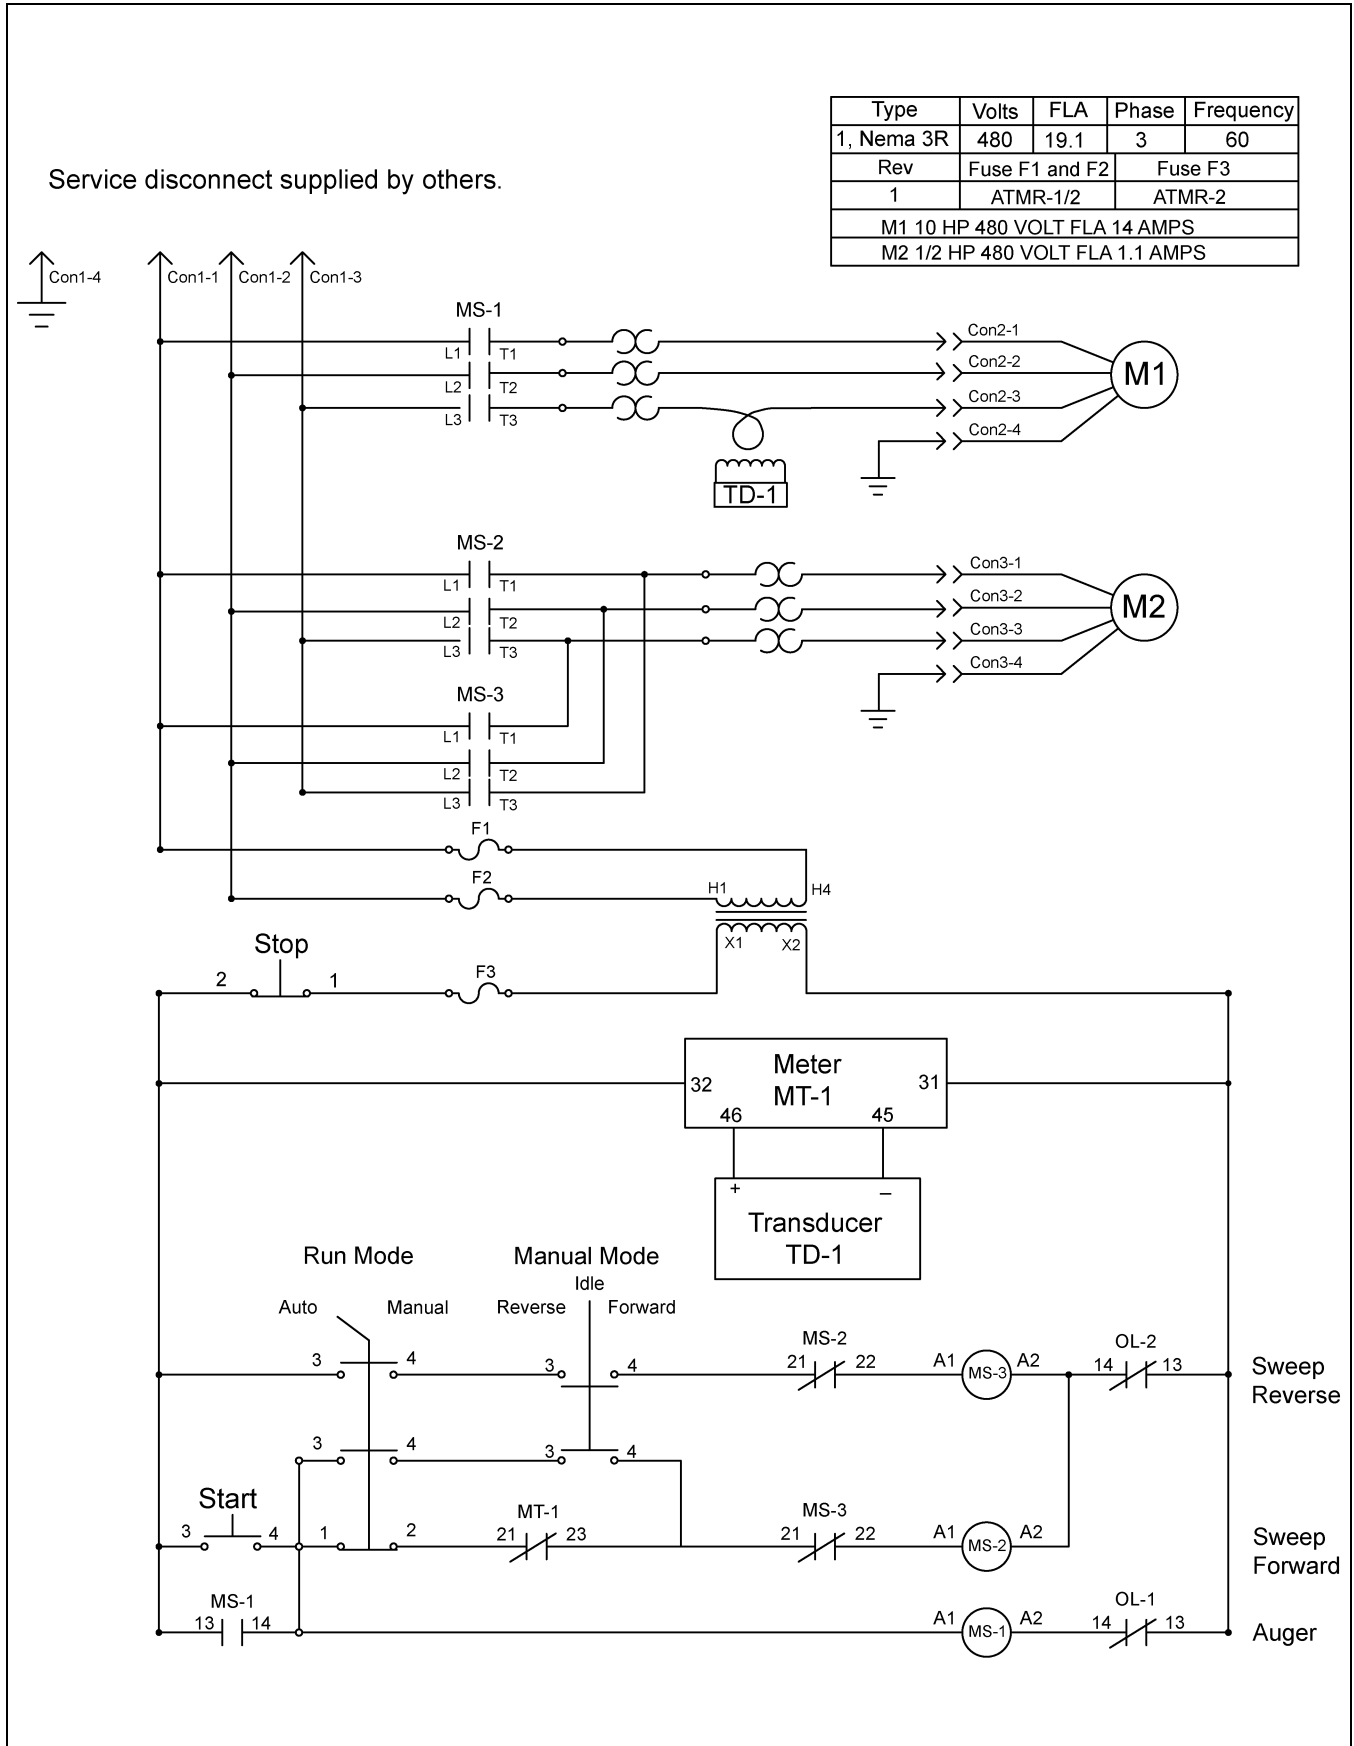 Type Volts FLA Phase Frequency
1, Nema 3R 480 19.1 3 60
Rev Fuse F1 and F2 Fuse F3
1 ATMR-1/2 ATMR-2
M1 10 HP 480 VOLT FLA 14 AMPS
M2 1/2 HP 480 VOLT FLA 1.1 AMPS
Service disconnect supplied by others.
Con1-4 Con1-1 Con1-2 Con1-3
MS-1
L1 T1 Con2-1
L2 T2 Con2-2
L3 T3 Con2-3
Con2-4
M1
TD-1
MS-2
L1 T1 Con3-1
L2 T2 Con3-2
L3 T3 Con3-3
Con3-4
M2
MS-3
L1 T1
L2 T2
L3 T3
F1
F2 H1 H4
X1 X2
Stop
2 1 F3
Meter
MT-1
32 31
46 45
+ –
Transducer
TD-1
Run Mode Manual Mode
Idle
Auto Manual Reverse Forward
MS-2 OL-2
3 4 3 4 21 22 A1 MS-3 A2 14 13
Sweep
Reverse
3 4 3 4
Start MT-1 MS-3
3 4 1 2 21 23 21 22 A1 MS-2 A2
Sweep
Forward
MS-1 OL-1
13 14 A1 MS-1 A2 14 13 Auger